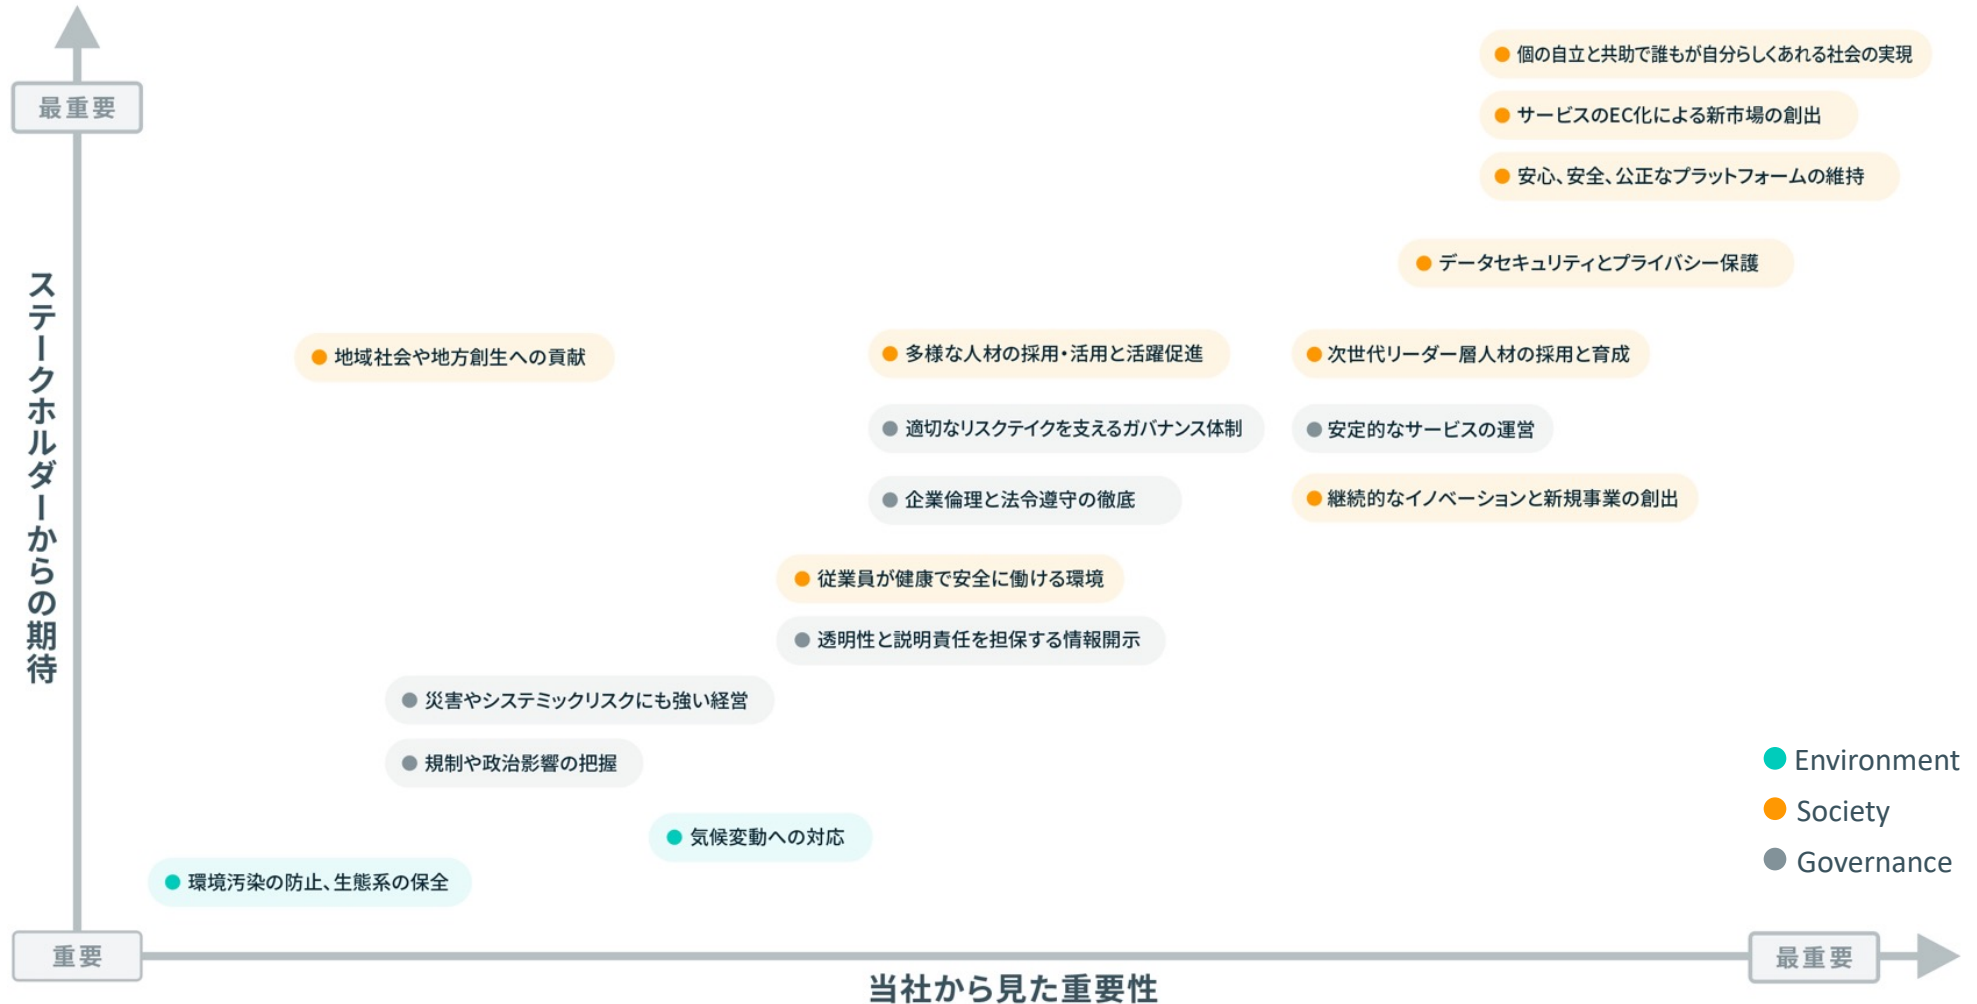 最重要
個の自立と共助で誰もが自分らしくあれる社会の実現
サービスのEC化による新市場の創出
安心、安全、公正なプラットフォームの維持
データセキュリティとプライバシー保護
ステークホルダーからの期待
地域社会や地方創生への貢献
多様な人材の採用・活用と活躍促進
次世代リーダー層人材の採用と育成
適切なリスクテイクを支えるガバナンス体制
安定的なサービスの運営
企業倫理と法令遵守の徹底
継続的なイノベーションと新規事業の創出
従業員が健康で安全に働ける環境
透明性と説明責任を担保する情報開示
災害やシステミックリスクにも強い経営
規制や政治影響の把握
気候変動への対応
環境汚染の防止、生態系の保全
Environment
Society
Governance
重要
最重要
当社から見た重要性